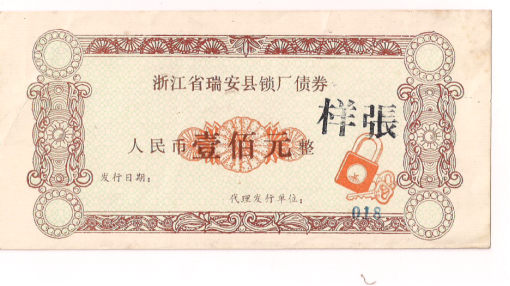 浙江省瑞安县锁厂债券
样張
人民币壹佰元整
发行日期：
代理发行单位：
018